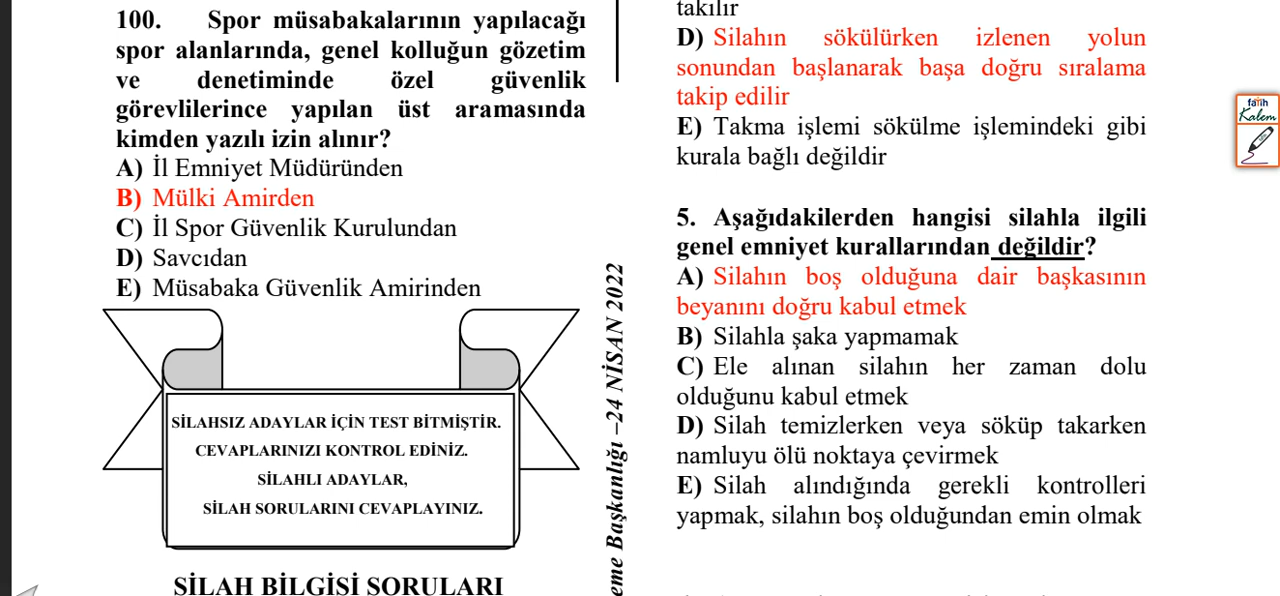 100. Spor müsabakalarının yapılacağı
spor alanlarında, genel kolluğun gözetim
ve denetiminde özel güvenlik
görevlilerince yapılan üst aramasında
kimden yazılı izin alınır?
A) İl Emniyet Müdüründen
B) Mülki Amirden
C) İl Spor Güvenlik Kurulundan
D) Savcıdan
E) Müsabaka Güvenlik Amirinden
SİLAHSIZ ADAYLAR İÇİN TEST BİTMİŞTİR.
CEVAPLARINIZI KONTROL EDİNİZ.
SİLAHLI ADAYLAR,
SİLAH SORULARINI CEVAPLAYINIZ.
SİLAH BİLGİSİ SORULARI
eme Başkanlığı –24 NİSAN 2022
takılır
D) Silahın sökülürken izlenen yolun
sonundan başlanarak başa doğru sıralama
takip edilir
E) Takma işlemi sökülme işlemindeki gibi
kurala bağlı değildir
5. Aşağıdakilerden hangisi silahla ilgili
genel emniyet kurallarından değildir?
A) Silahın boş olduğuna dair başkasının
beyanını doğru kabul etmek
B) Silahla şaka yapmamak
C) Ele alınan silahın her zaman dolu
olduğunu kabul etmek
D) Silah temizlerken veya söküp takarken
namluyu ölü noktaya çevirmek
E) Silah alındığında gerekli kontrolleri
yapmak, silahın boş olduğundan emin olmak
fatih
Kalem